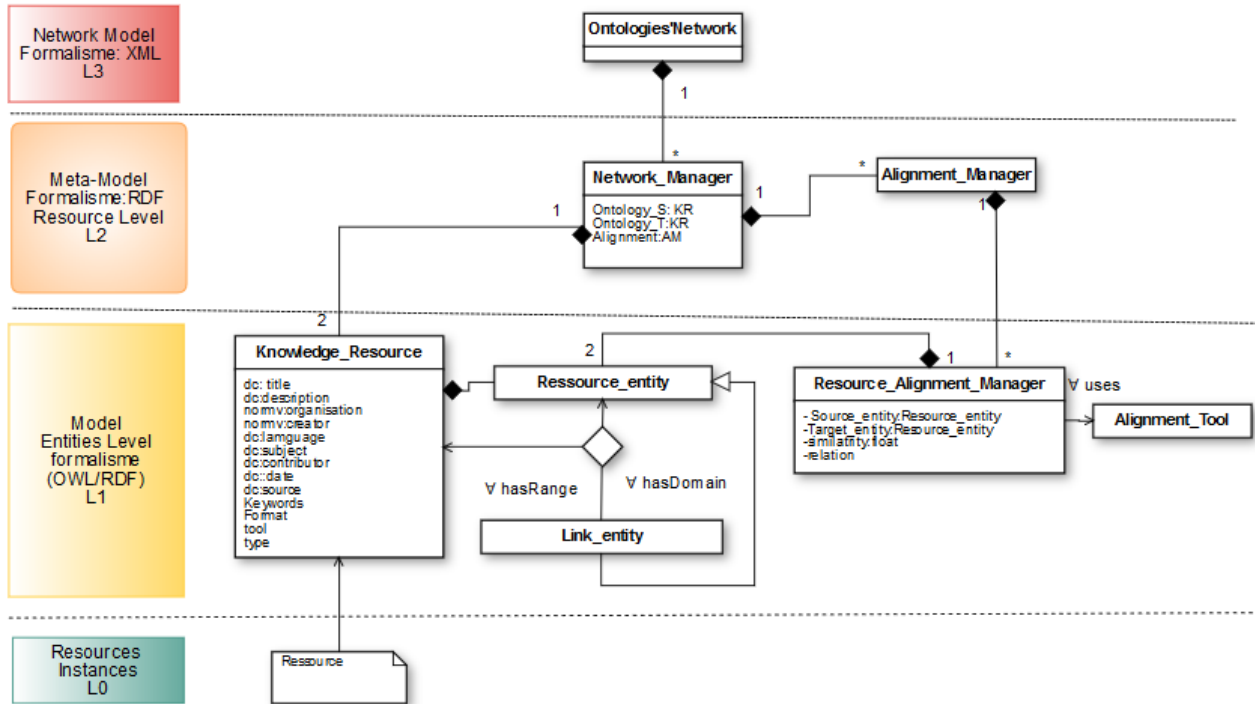 Network Model
Formalisme: XML
L3
Ontologies'Network
1
*
Meta-Model
Formalisme:RDF
Resource Level
L2
Network_Manager
Ontology_S: KR
Ontology_T:KR
Alignment:AM
1
1
*
Alignment_Manager
1
2
Model
Entities Level
formalisme
(OWL/RDF)
L1
Knowledge_Resource
dc: title
dc:description
normv:organisation
normv:creator
dc:lamguage
dc:subject
dc:contributor
dc::date
dc:source
Keywords
Format
tool
type
2
Ressource_entity
∀ hasRange
∀ hasDomain
Link_entity
1
*
Resource_Alignment_Manager
- Source_entity:Resource_entity
-Target_entity:Resource_entity
-similatrity:float
-relation
∀ uses
Alignment_Tool
Resources
Instances
L0
Ressource